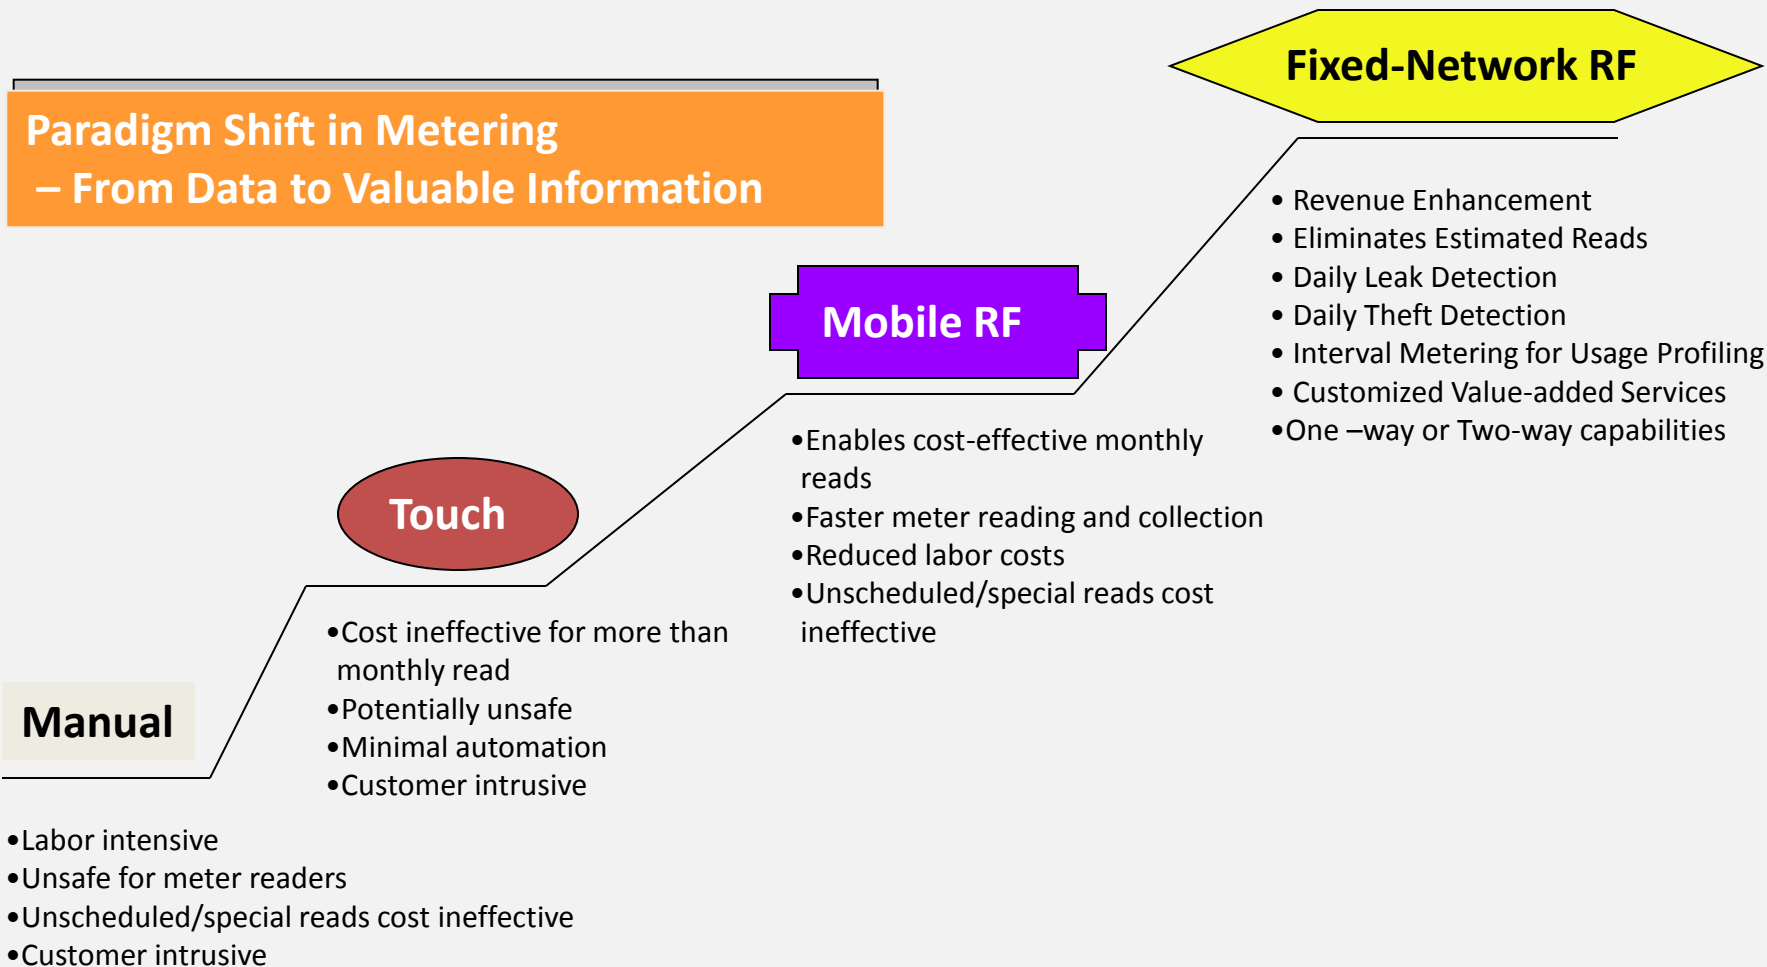 Paradigm Shift in Metering
– From Data to Valuable Information
Fixed-Network RF
• Revenue Enhancement
• Eliminates Estimated Reads
• Daily Leak Detection
• Daily Theft Detection
• Interval Metering for Usage Profiling
• Customized Value-added Services
•One –way or Two-way capabilities
Mobile RF
•Enables cost-effective monthly
reads
•Faster meter reading and collection
•Reduced labor costs
•Unscheduled/special reads cost
ineffective
Touch
•Cost ineffective for more than
monthly read
•Potentially unsafe
•Minimal automation
•Customer intrusive
Manual
•Labor intensive
•Unsafe for meter readers
•Unscheduled/special reads cost ineffective
•Customer intrusive